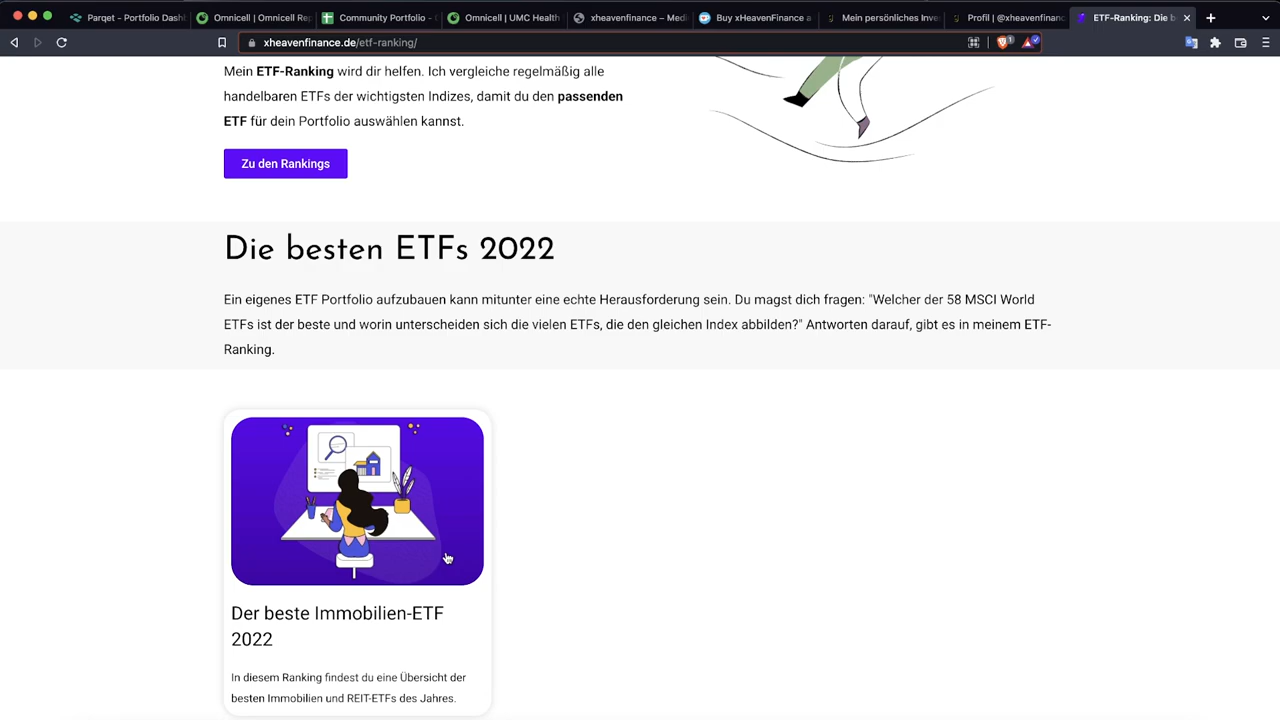 Parqet - Portfolio Dash
Omnicell | Omnicell Rep
Community Portfolio -
Omnicell | UMC Health
xheavenfinance – Medi
Buy xHeavenFinance a
Mein persönliches Inve
Profil | @xheavenfinanc
ETF-Ranking: Die b
xheavenfinance.de/etf-ranking/
1
Mein ETF-Ranking wird dir helfen. Ich vergleiche regelmäßig alle
handelbaren ETFs der wichtigsten Indizes, damit du den passenden
ETF für dein Portfolio auswählen kannst.
Zu den Rankings
Die besten ETFs 2022
Ein eigenes ETF Portfolio aufzubauen kann mitunter eine echte Herausforderung sein. Du magst dich fragen: "Welcher der 58 MSCI World
ETFs ist der beste und worin unterscheiden sich die vielen ETFs, die den gleichen Index abbilden?" Antworten darauf, gibt es in meinem ETF-
Ranking.
Der beste Immobilien-ETF
2022
In diesem Ranking findest du eine Übersicht der
besten Immobilien und REIT-ETFs des Jahres.